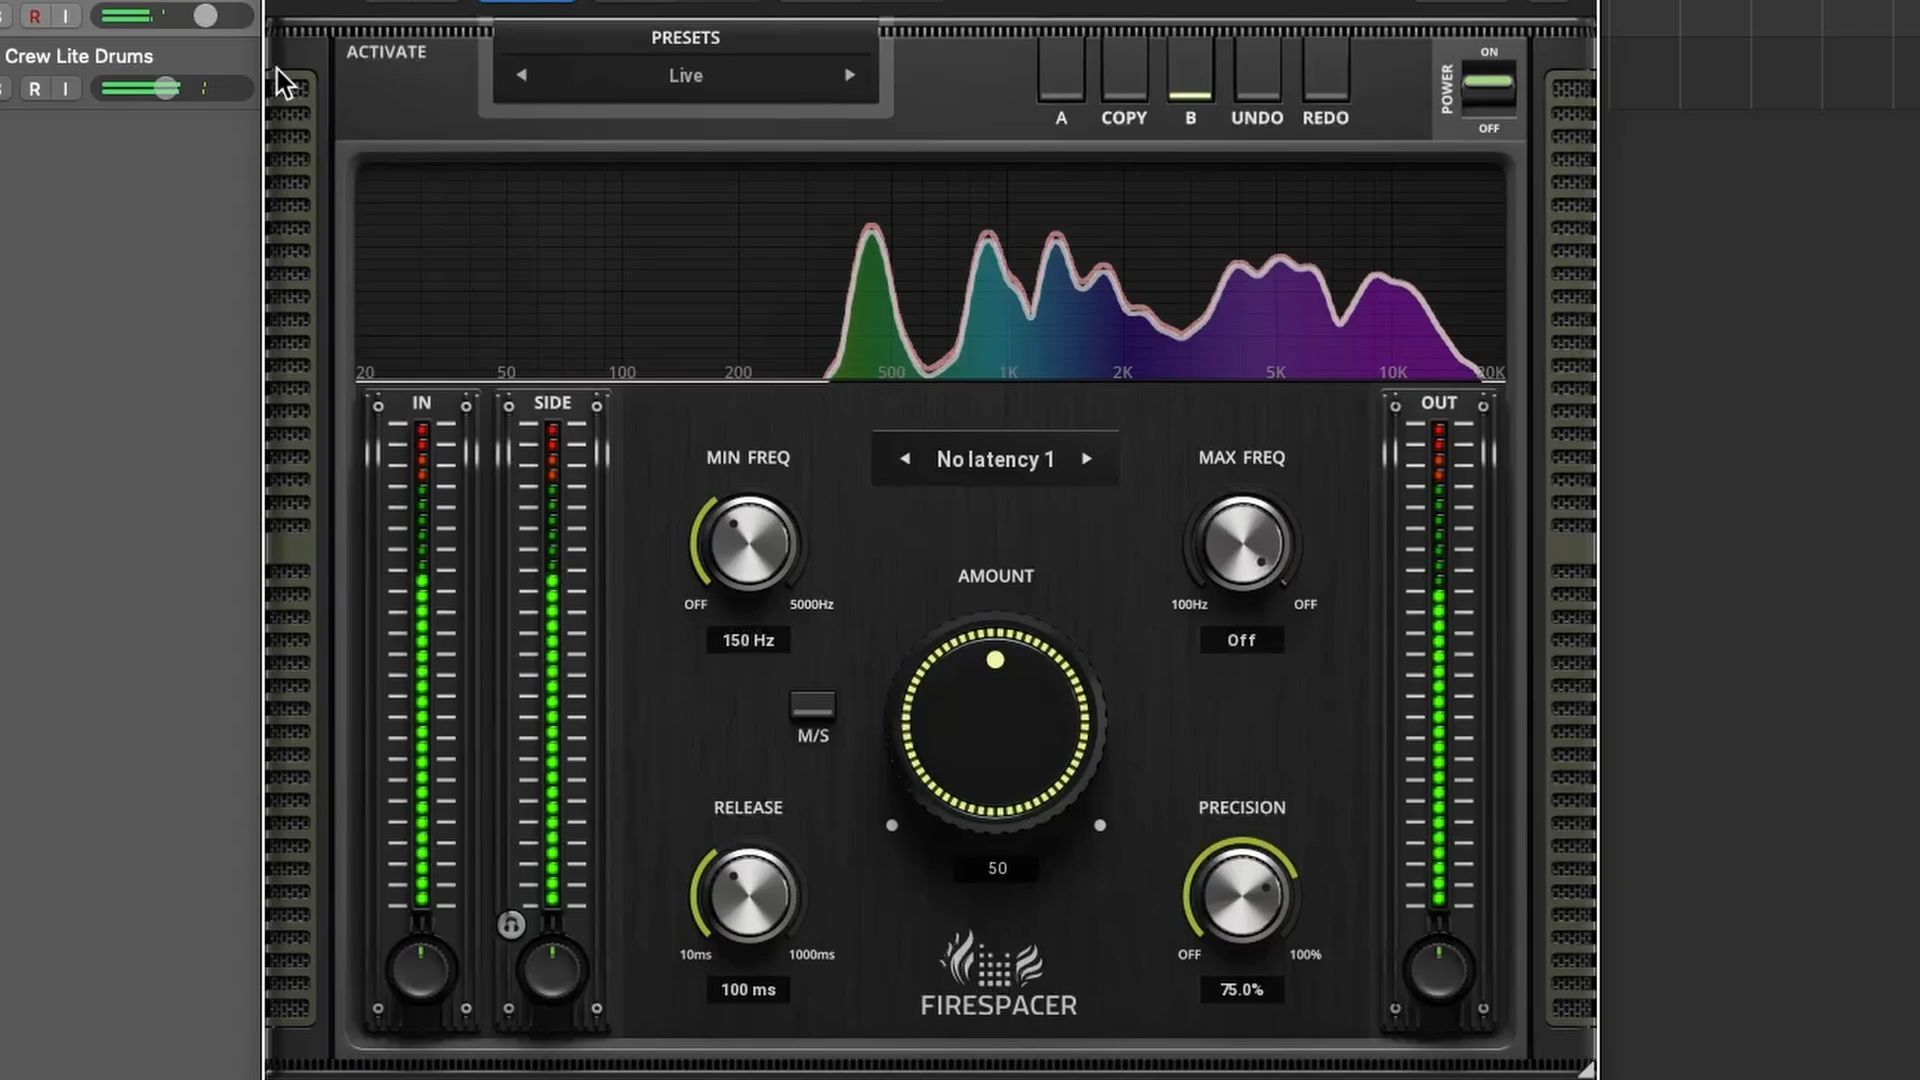 R I
Crew Lite Drums
R I
ACTIVATE
PRESETS
Live
A COPY B UNDO REDO
POWER
ON
OFF
20 50 100 200 500 1K 2K 5K 10K 20K
IN SIDE OUT
MIN FREQ
No latency 1
MAX FREQ
OFF 5000Hz
100Hz OFF
150 Hz
Off
AMOUNT
M/S
RELEASE
PRECISION
50
10ms 1000ms
OFF 100%
100 ms
75.0%
FIRESPACER